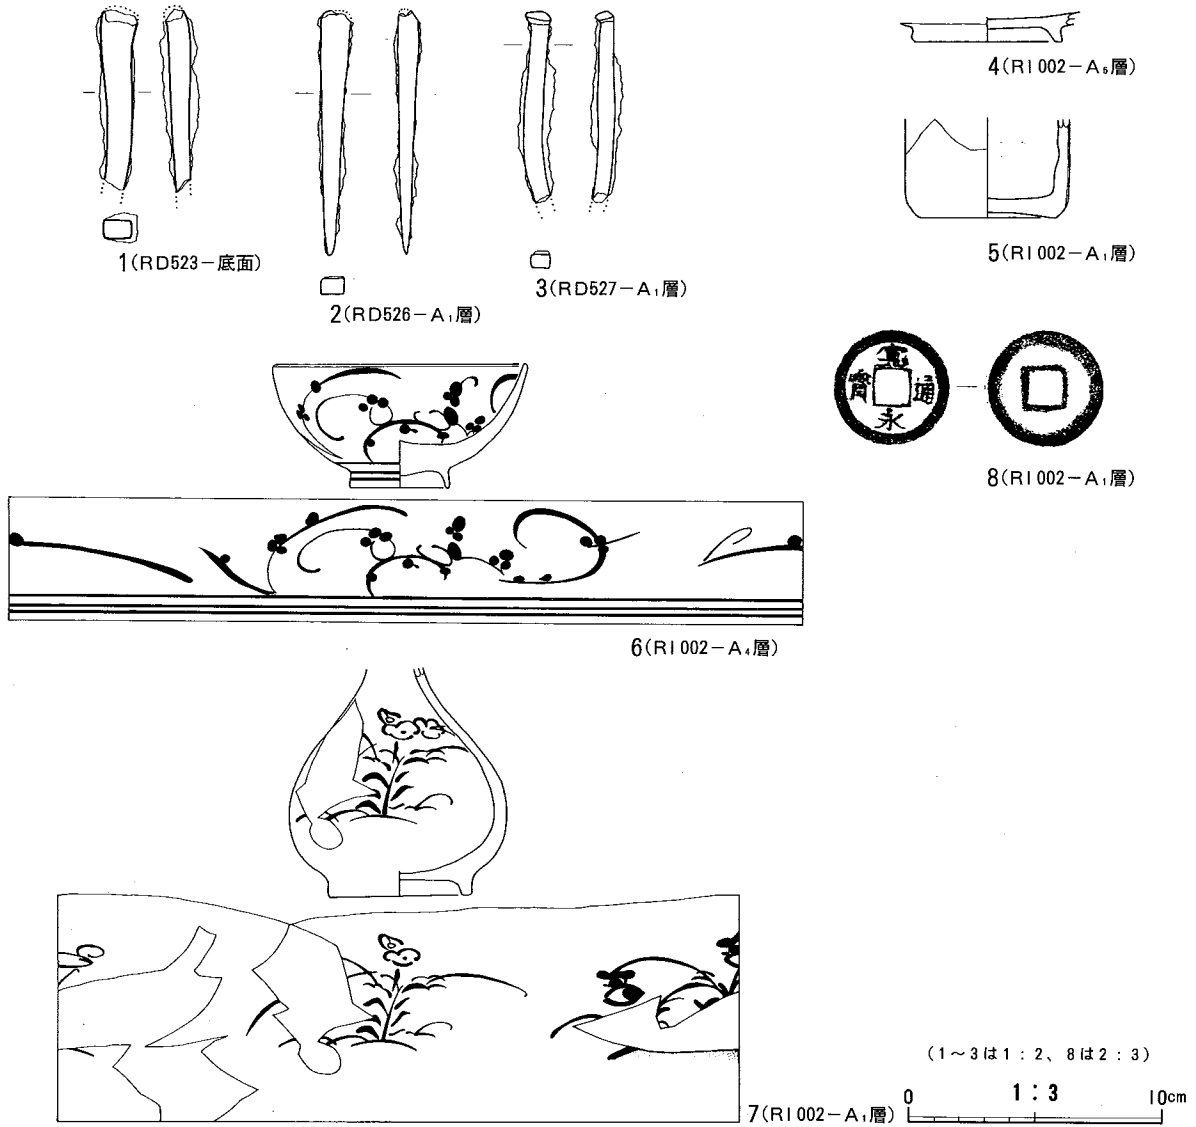 1(RD523－底面)
2(RD526－A₁層)
3(RD527－A₁層)
4(RI002－A₅層)
5(RI002－A₁層)
寛永通寳
8(RI002－A₁層)
6(RI002－A₄層)
7(RI002－A₁層)
(1～3は1：2、8は2：3)
0 1：3 10cm